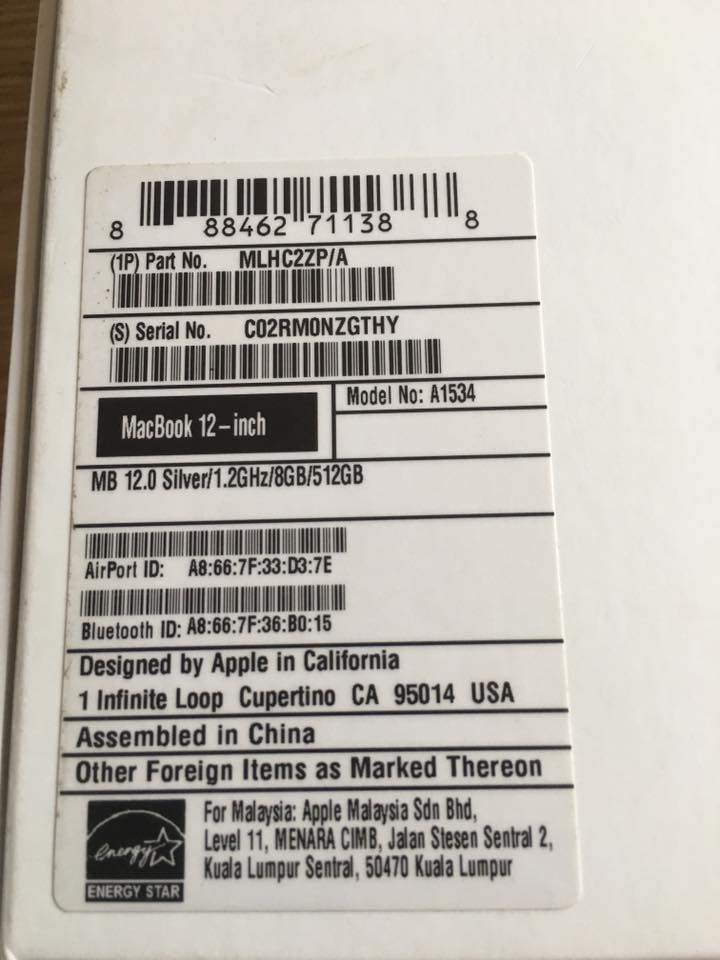 8 88462 71138 8
(1P) Part No. MLHC2ZP/A
(S) Serial No. C02RM0NZGTHY
MacBook 12-inch
Model No: A1534
MB 12.0 Silver/1.2GHz/8GB/512GB
AirPort ID: A8:66:7F:33:D3:7E
Bluetooth ID: A8:66:7F:36:B0:15
Designed by Apple in California
1 Infinite Loop Cupertino CA 95014 USA
Assembled in China
Other Foreign Items as Marked Thereon
energy
ENERGY STAR
For Malaysia: Apple Malaysia Sdn Bhd,
Level 11, MENARA CIMB, Jalan Stesen Sentral 2,
Kuala Lumpur Sentral, 50470 Kuala Lumpur